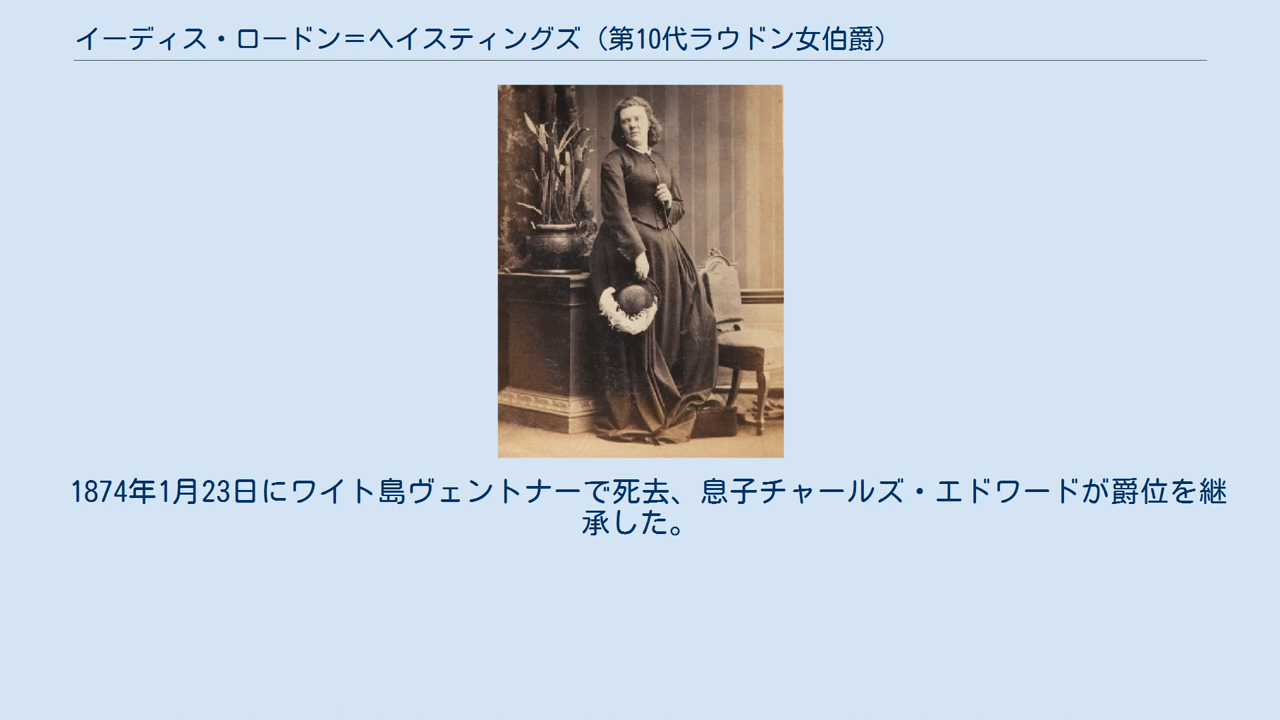 イーディス・ロードン＝ヘイスティングズ（第10代ラウドン女伯爵）
1874年1月23日にワイト島ヴェントナーで死去、息子チャールズ・エドワードが爵位を継
承した。